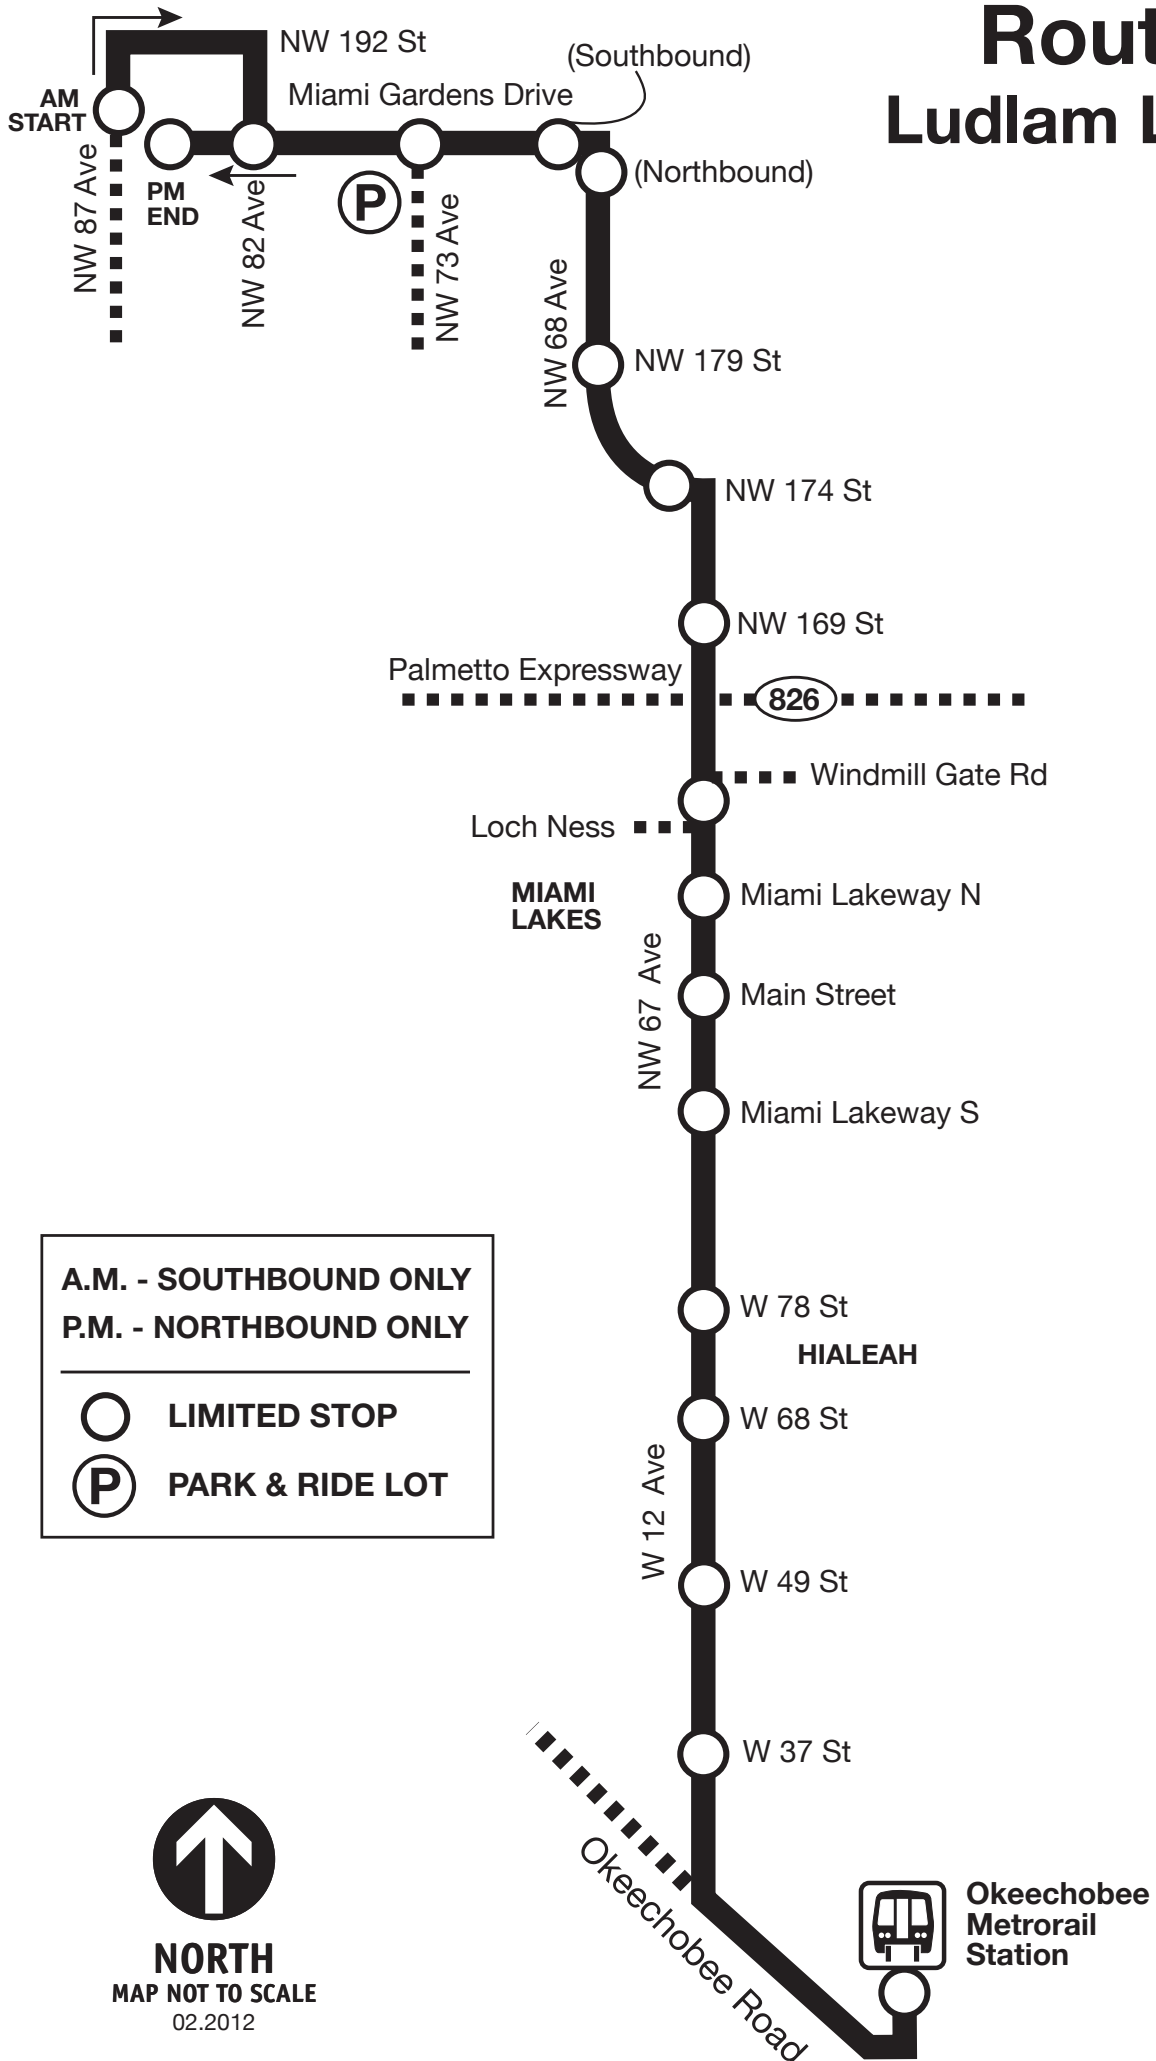 Rout
Ludlam L
NW 192 St
(Southbound)
Miami Gardens Drive
AM
START
(Northbound)
P
PM
END
NW 87 Ave
NW 82 Ave
NW 73 Ave
NW 68 Ave
NW 179 St
NW 174 St
NW 169 St
Palmetto Expressway
826
Windmill Gate Rd
Loch Ness
MIAMI
LAKES
Miami Lakeway N
NW 67 Ave
Main Street
Miami Lakeway S
A.M. - SOUTHBOUND ONLY
P.M. - NORTHBOUND ONLY
LIMITED STOP
P PARK & RIDE LOT
W 78 St
HIALEAH
W 68 St
W 12 Ave
W 49 St
W 37 St
Okeechobee Road
Okeechobee
Metrorail
Station
NORTH
MAP NOT TO SCALE
02.2012